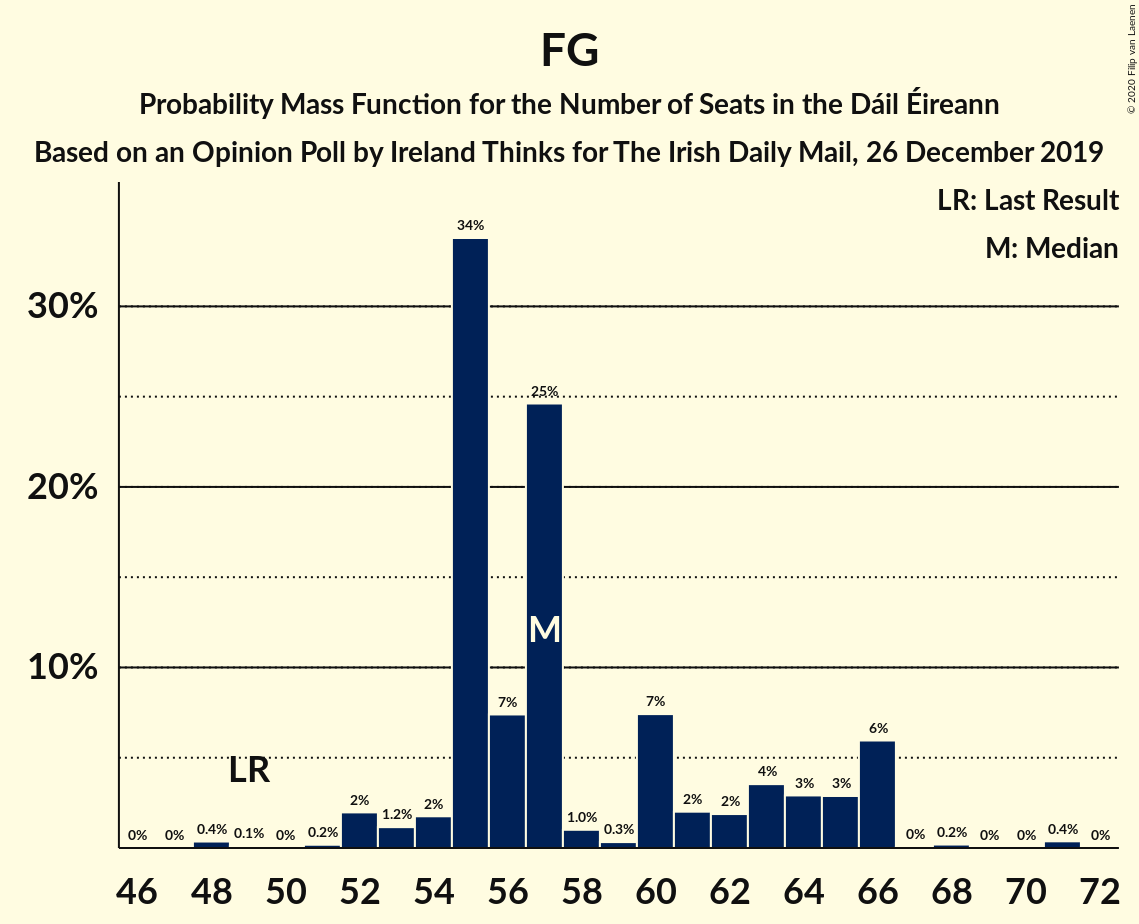 FG
Probability Mass Function for the Number of Seats in the Dáil Éireann
Based on an Opinion Poll by Ireland Thinks for The Irish Daily Mail, 26 December 2019
© 2020 Filip van Laenen
LR: Last Result
M: Median
30%
20%
10%
0% 0% 0.4% 0.1% 0% 0.2% 2% 1.2% 2% 34% 7% 25% 1.0% 0.3% 7% 2% 2% 4% 3% 3% 6% 0% 0.2% 0% 0% 0.4% 0%
LR
M
46 48 50 52 54 56 58 60 62 64 66 68 70 72